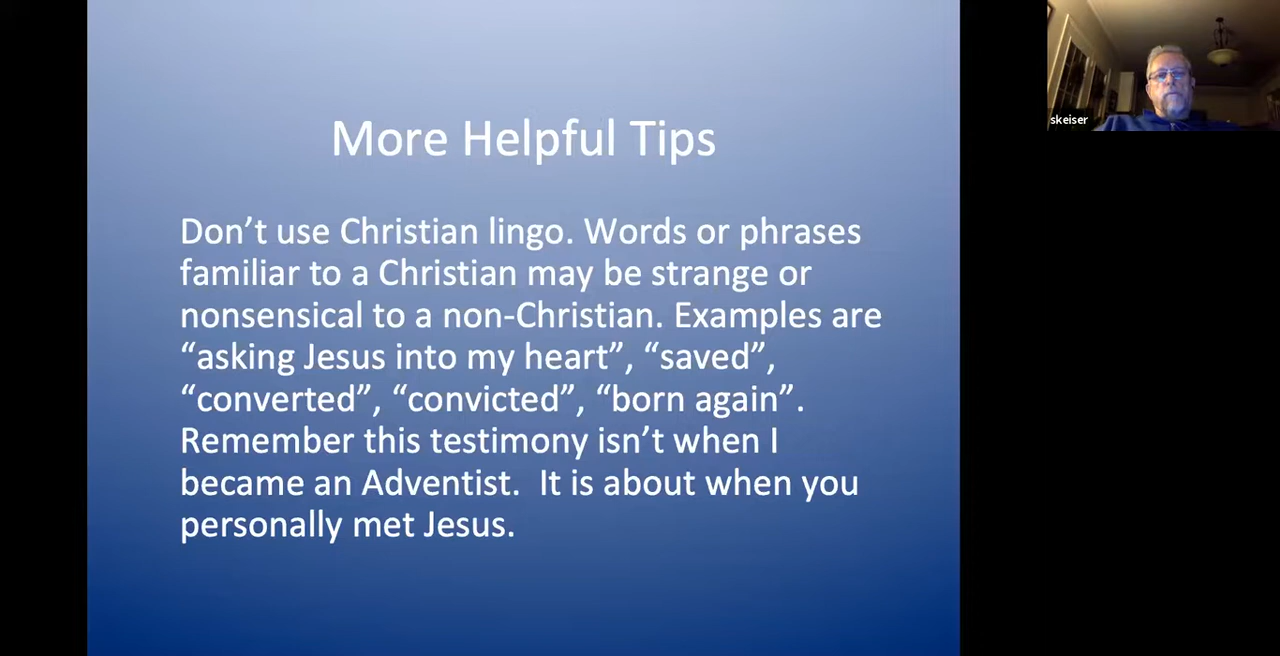 More Helpful Tips
Don’t use Christian lingo. Words or phrases
familiar to a Christian may be strange or
nonsensical to a non-Christian. Examples are
“asking Jesus into my heart”, “saved”,
“converted”, “convicted”, “born again”.
Remember this testimony isn’t when I
became an Adventist.  It is about when you
personally met Jesus.
skeiser